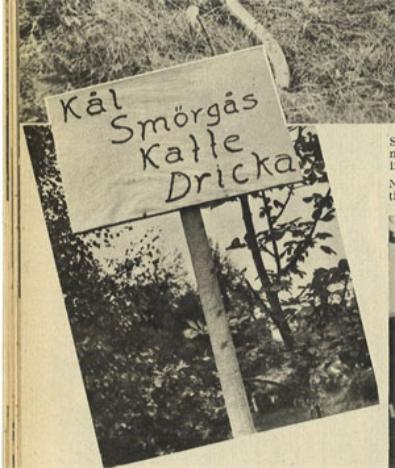 Kål
Smörgås
Kaffe
Dricka